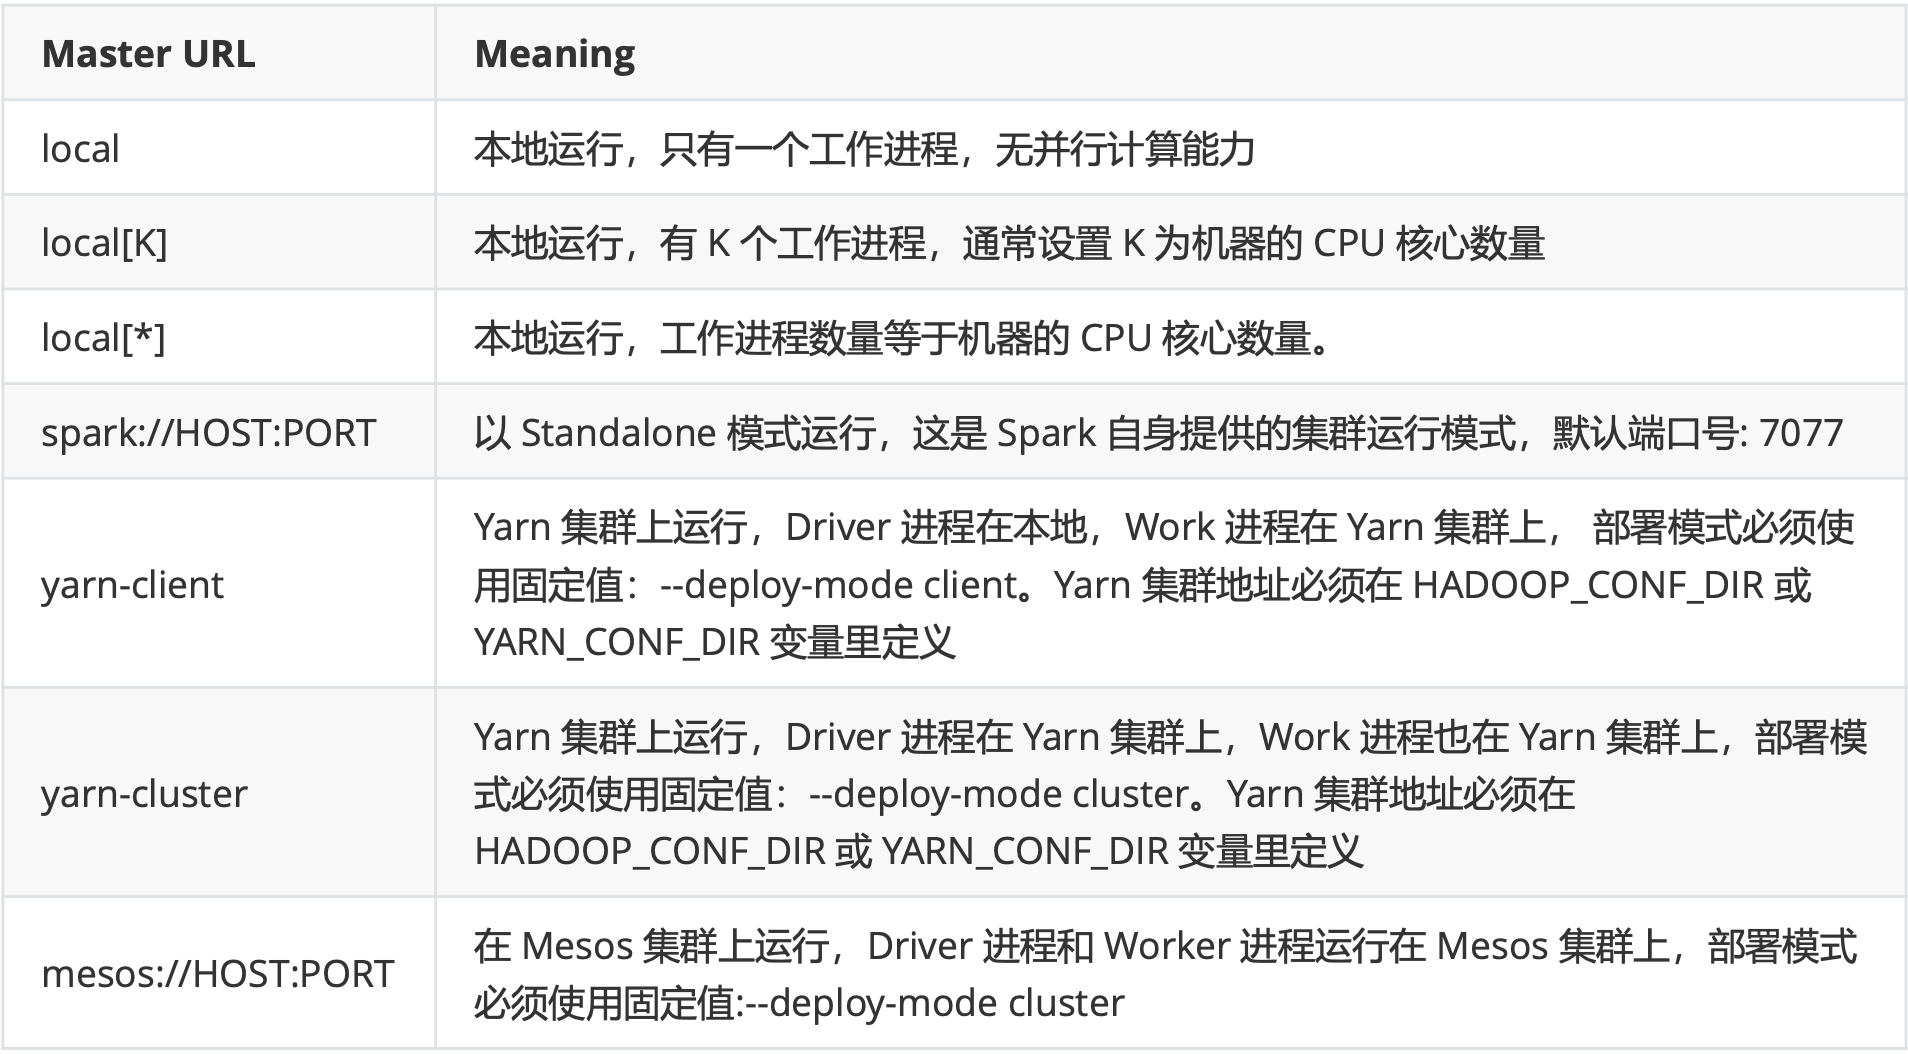 Master URL
Meaning
local
本地运行，只有一个工作进程，无并行计算能力
local[K]
本地运行，有 K 个工作进程，通常设置 K 为机器的 CPU 核心数量
local[*]
本地运行，工作进程数量等于机器的 CPU 核心数量。
spark://HOST:PORT
以 Standalone 模式运行，这是 Spark 自身提供的集群运行模式，默认端口号: 7077
yarn-client
Yarn 集群上运行，Driver 进程在本地，Work 进程在 Yarn 集群上， 部署模式必须使
用固定值：--deploy-mode client。Yarn 集群地址必须在 HADOOP_CONF_DIR 或
YARN_CONF_DIR 变量里定义
yarn-cluster
Yarn 集群上运行，Driver 进程在 Yarn 集群上，Work 进程也在 Yarn 集群上，部署模
式必须使用固定值：--deploy-mode cluster。Yarn 集群地址必须在
HADOOP_CONF_DIR 或 YARN_CONF_DIR 变量里定义
mesos://HOST:PORT
在 Mesos 集群上运行，Driver 进程和 Worker 进程运行在 Mesos 集群上，部署模式
必须使用固定值:--deploy-mode cluster